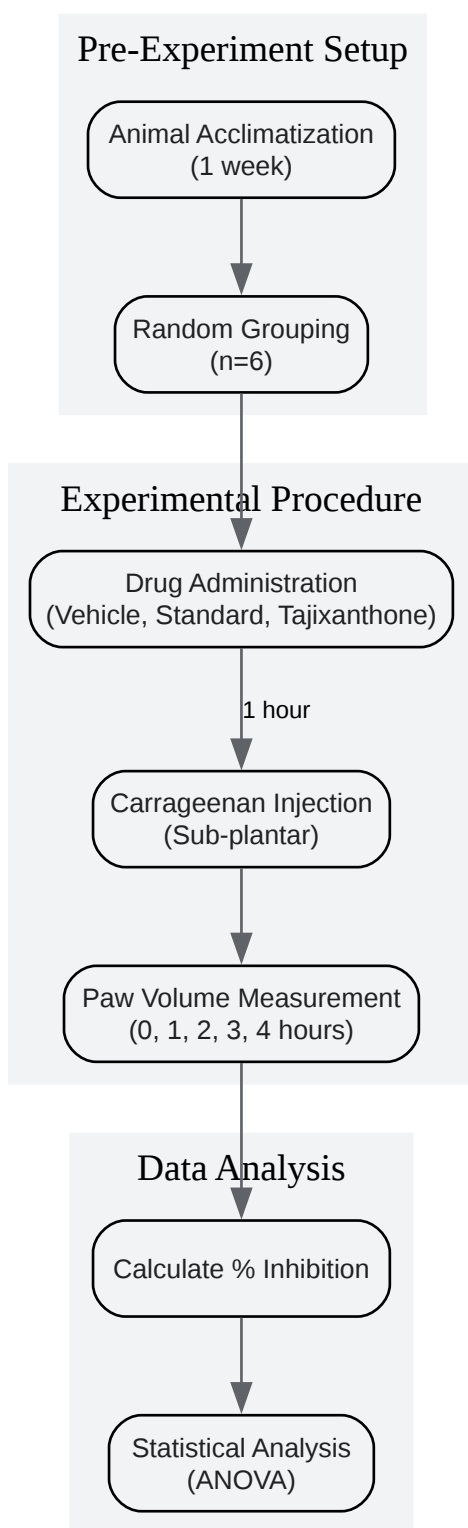 Pre-Experiment Setup
Animal Acclimatization
(1 week)
Random Grouping
(n=6)
Experimental Procedure
Drug Administration
(Vehicle, Standard, Tajixanthone)
1 hour
Carrageenan Injection
(Sub-plantar)
Paw Volume Measurement
(0, 1, 2, 3, 4 hours)
Data Analysis
Calculate % Inhibition
Statistical Analysis
(ANOVA)